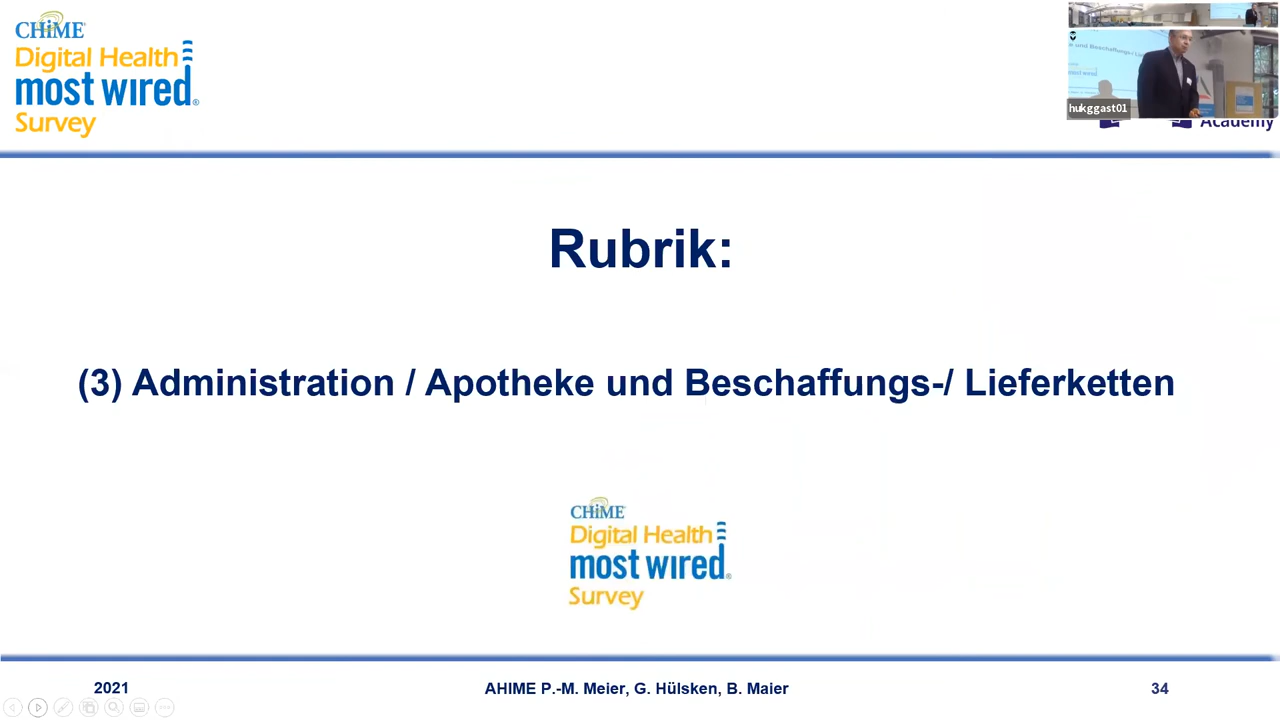 CHiME
Digital Health
most wired®
Survey
hukggast01
Academy
Rubrik:
(3) Administration / Apotheke und Beschaffungs-/ Lieferketten
CHiME
Digital Health
most wired®
Survey
2021
AHIME P.-M. Meier, G. Hülsken, B. Maier
34